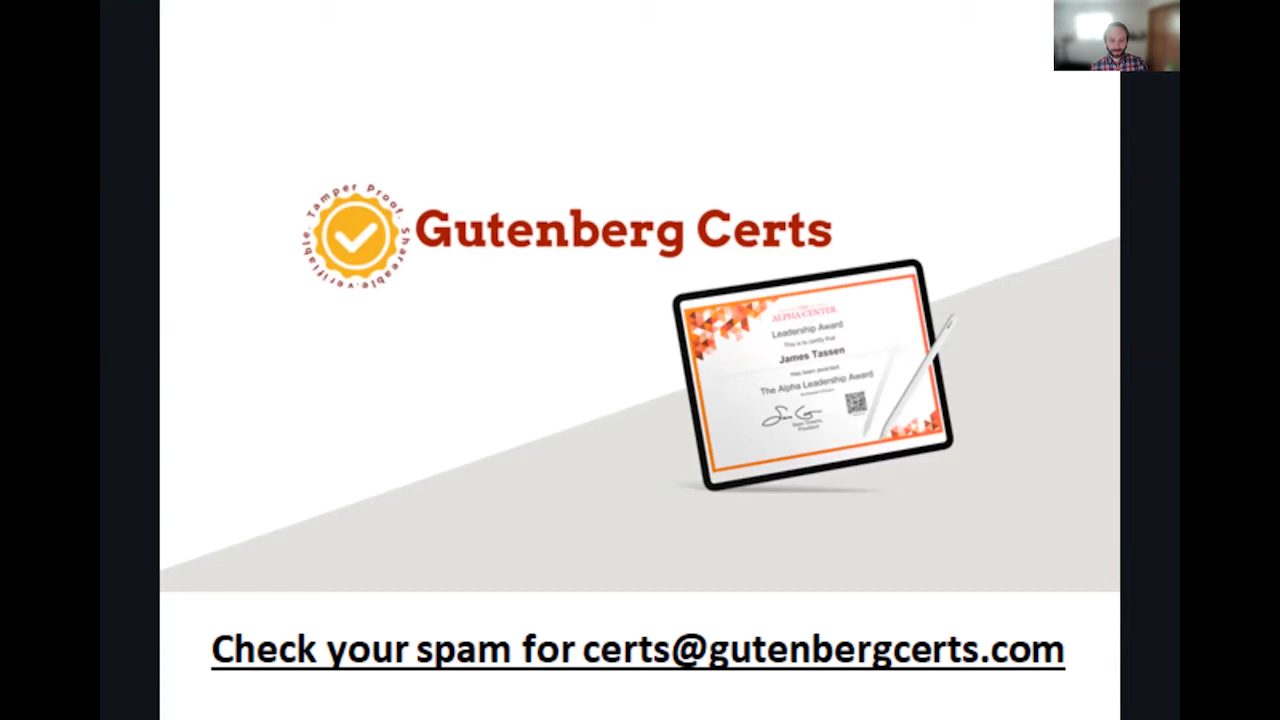 Tamper Proof. Shareable.verifiable.
Gutenberg Certs
ALPHA CENTER
Leadership Award
This is to certify that
James Tassen
Has been awarded
The Alpha Leadership Award
President
Check your spam for certs@gutenbergcerts.com